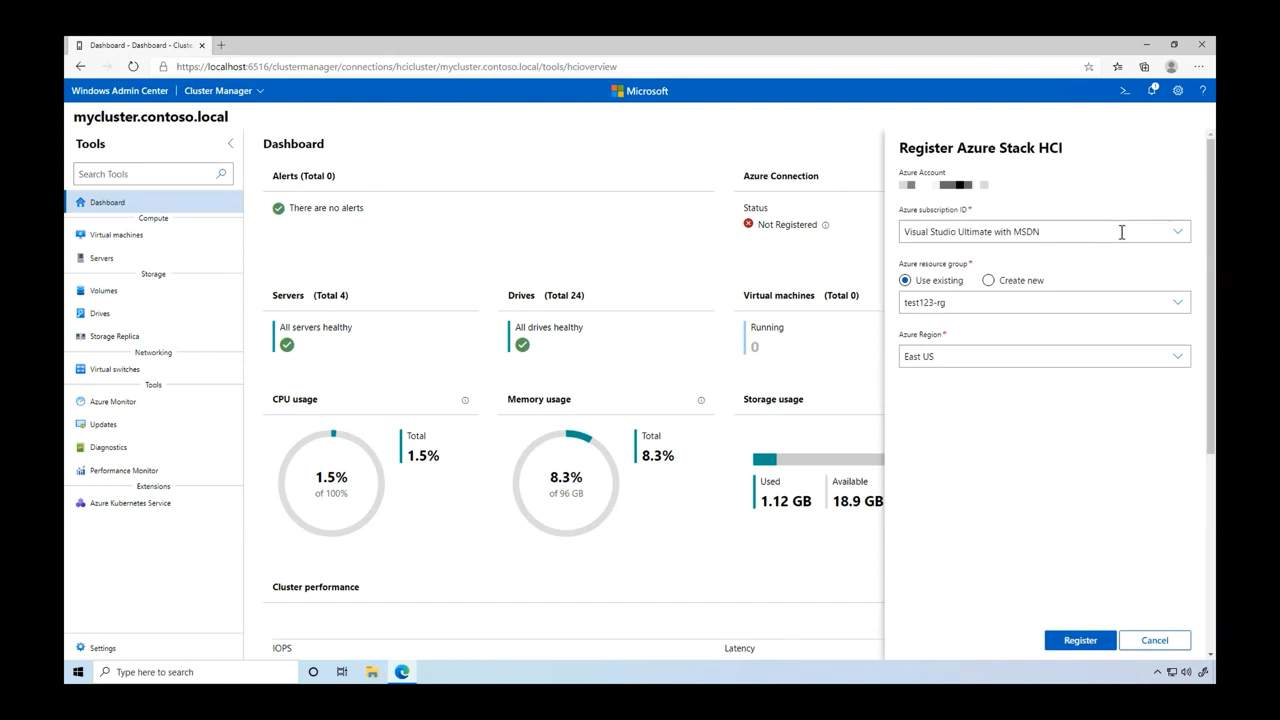 Dashboard - Dashboard - Cluste
https://localhost:6516/clustermanager/connections/hcicluster/mycluster.contoso.local/tools/hcioverview
Windows Admin Center
Cluster Manager
Microsoft
mycluster.contoso.local
Tools
Search Tools
Dashboard
Compute
Virtual machines
Servers
Storage
Volumes
Drives
Storage Replica
Networking
Virtual switches
Tools
Azure Monitor
Updates
Diagnostics
Performance Monitor
Extensions
Azure Kubernetes Service
Settings
Dashboard
Alerts (Total 0)
There are no alerts
Azure Connection
Status
Not Registered
Servers (Total 4)
All servers healthy
Drives (Total 24)
All drives healthy
Virtual machines (Total 0)
Running
0
CPU usage
1.5%
of 100%
Total
1.5%
Memory usage
8.3%
of 96 GB
Total
8.3%
Storage usage
Used
1.12 GB
Available
18.9 GB
Cluster performance
IOPS
Latency
Register Azure Stack HCI
Azure Account
Azure subscription ID*
Visual Studio Ultimate with MSDN
Azure resource group*
Use existing
Create new
test123-rg
Azure Region*
East US
Register
Cancel
Type here to search